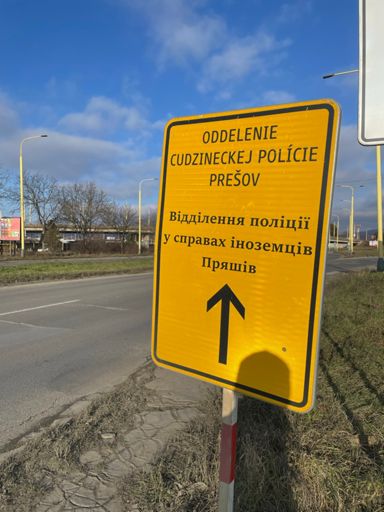 ODDELENIE
CUDZINECKEJ POLÍCIE
PREŠOV
Відділення поліції
у справах іноземців
Пряшів